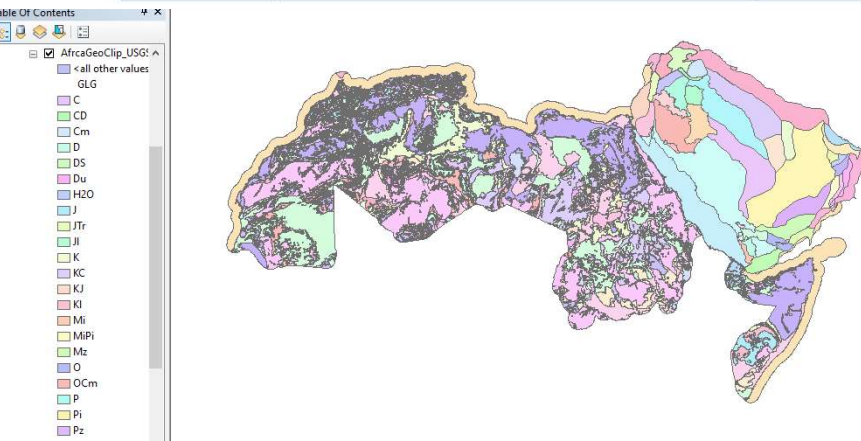 able Of Contents
AfrcaGeoClip_USGS
<all other values
GLG
C
CD
Cm
D
DS
Du
H2O
J
JTr
Jl
K
KC
KJ
Kl
Mi
MiPi
Mz
O
OCm
P
Pi
Pz